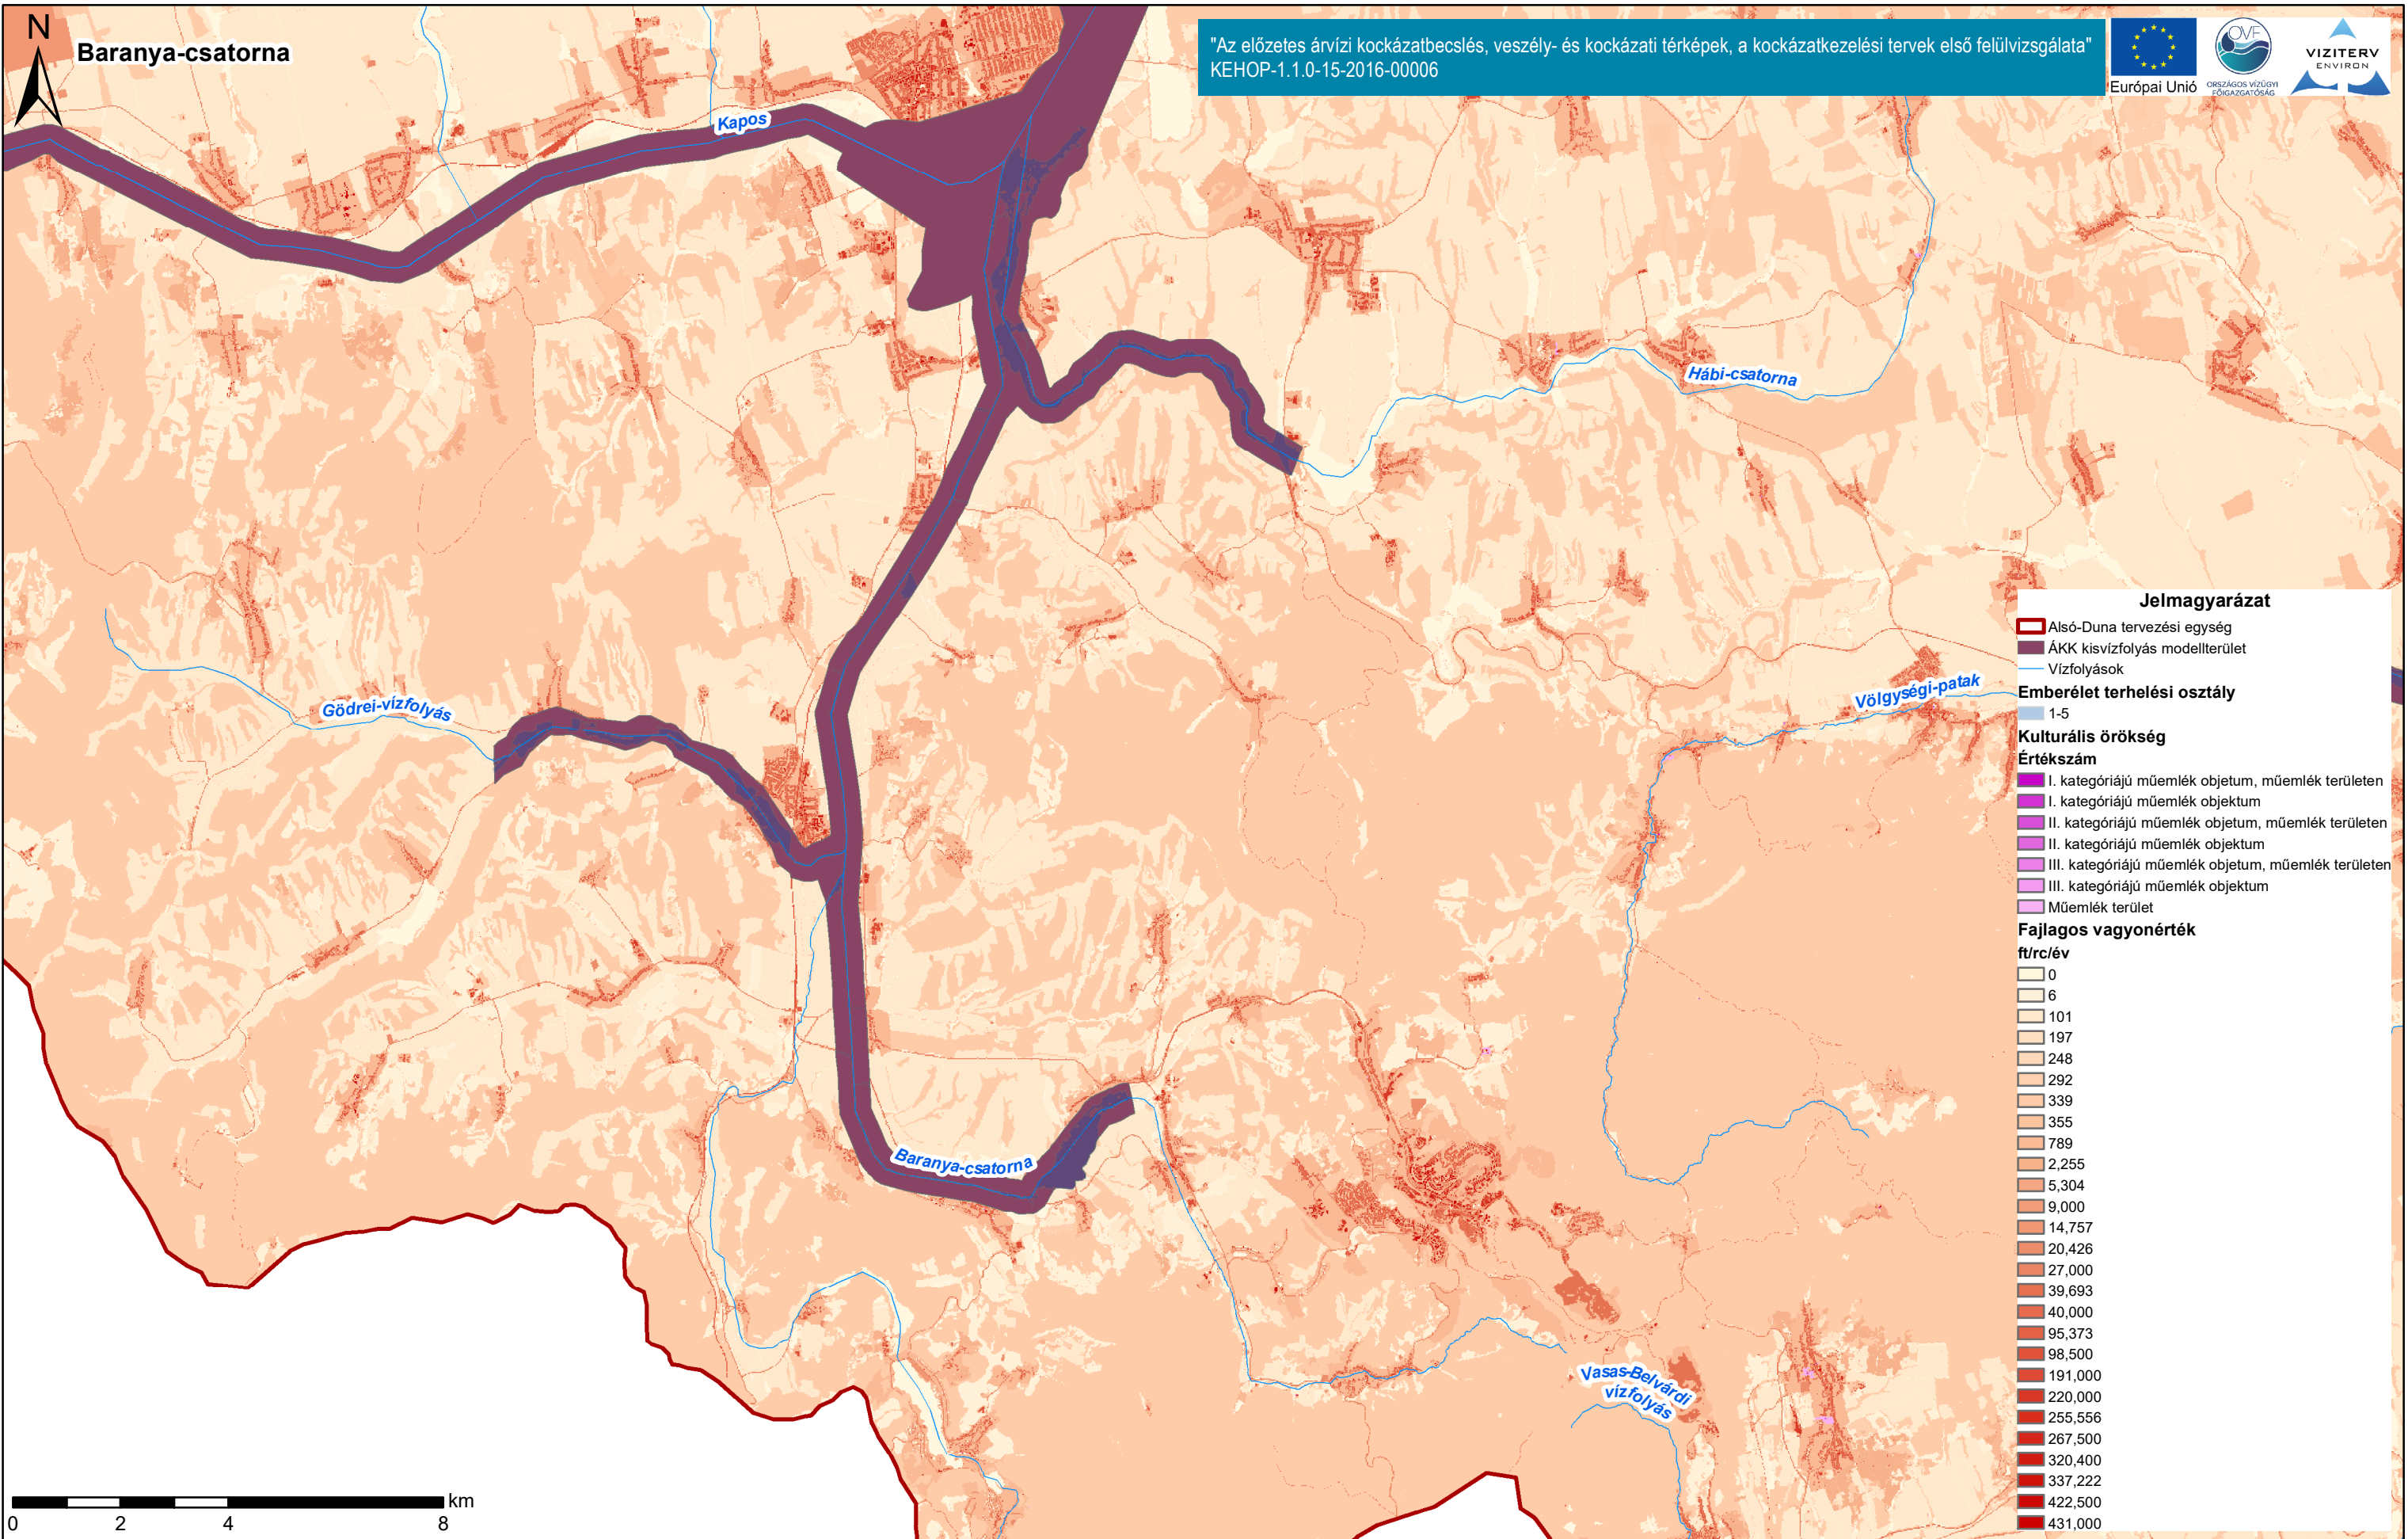 N
Baranya-csatorna
"Az előzetes árvízi kockázatbecslés, veszély- és kockázati térképek, a kockázatkezelési tervek első felülvizsgálata"
KEHOP-1.1.0-15-2016-00006
Európai Unió
OVF
ORSZÁGOS VÍZÜGYI
FŐIGAZGATÓSÁG
VIZITERV
ENVIRON
Kapos
Hábi-csatorna
Gödrei-vízfolyás
Völgységi-patak
Baranya-csatorna
Vasas-Belvárdi
vízfolyás
Jelmagyarázat
Alsó-Duna tervezési egység
ÁKK kisvízfolyás modellterület
Vízfolyások
Emberélet terhelési osztály
1-5
Kulturális örökség
Értékszám
I. kategóriájú műemlék objetum, műemlék területen
I. kategóriájú műemlék objektum
II. kategóriájú műemlék objetum, műemlék területen
II. kategóriájú műemlék objektum
III. kategóriájú műemlék objetum, műemlék területen
III. kategóriájú műemlék objektum
Műemlék terület
Fajlagos vagyonérték
ft/rc/év
0
6
101
197
248
292
339
355
789
2,255
5,304
9,000
14,757
20,426
27,000
39,693
40,000
95,373
98,500
191,000
220,000
255,556
267,500
320,400
337,222
422,500
431,000
km
0 2 4 8